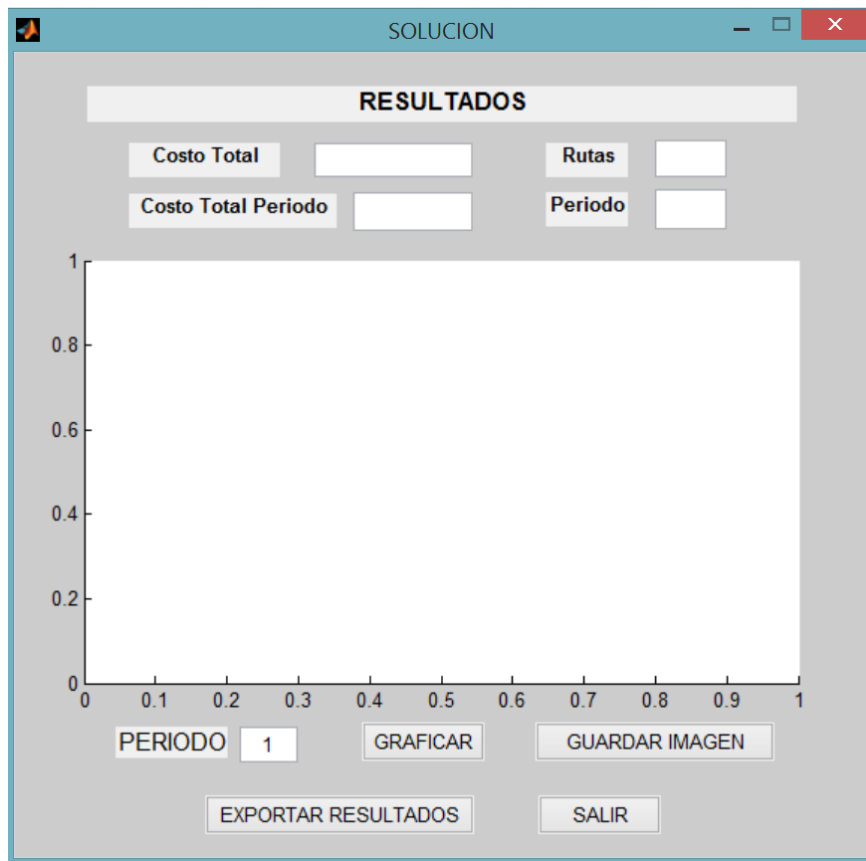 SOLUCION
RESULTADOS
Costo Total Rutas
Costo Total Periodo Periodo
1
0.8
0.6
0.4
0.2
0
0 0.1 0.2 0.3 0.4 0.5 0.6 0.7 0.8 0.9 1
PERIODO 1 GRAFICAR GUARDAR IMAGEN
EXPORTAR RESULTADOS SALIR